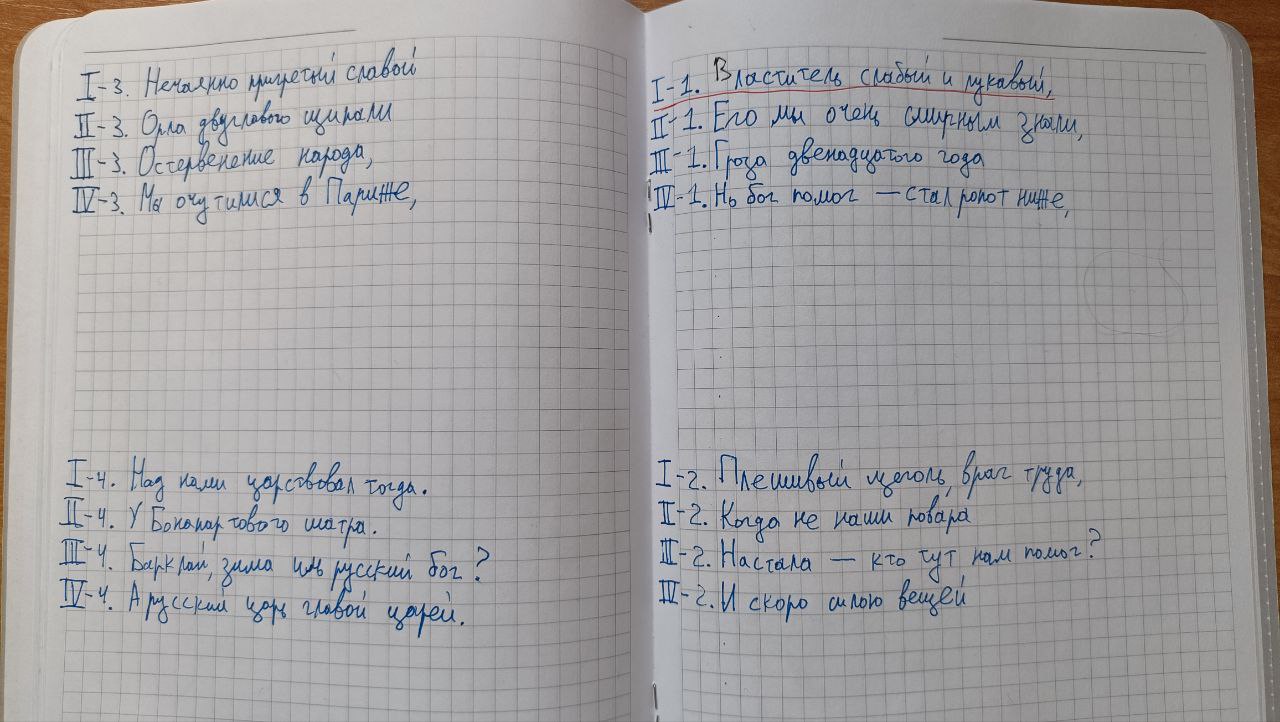 I-3. Нечаянно пригретый славой
II-3. Орла двуглавого щипали
III-3. Остервенение народа,
IV-3. Мы очутилися в Париже,
I-4. Над нами царствовал тогда.
II-4. У Бонапартового шатра.
III-4. Барклай, зима иль русский бог?
IV-4. А русский царь главой царей.
I-1. Властитель слабый и лукавый,
II-1. Его мы очень смирным знали,
III-1. Гроза двенадцатого года
IV-1. Но бог помог — стал ропот ниже,
I-2. Плешивый щеголь, враг труда,
II-2. Когда не наши повара
III-2. Настала — кто тут нам помог?
IV-2. И скоро силою вещей